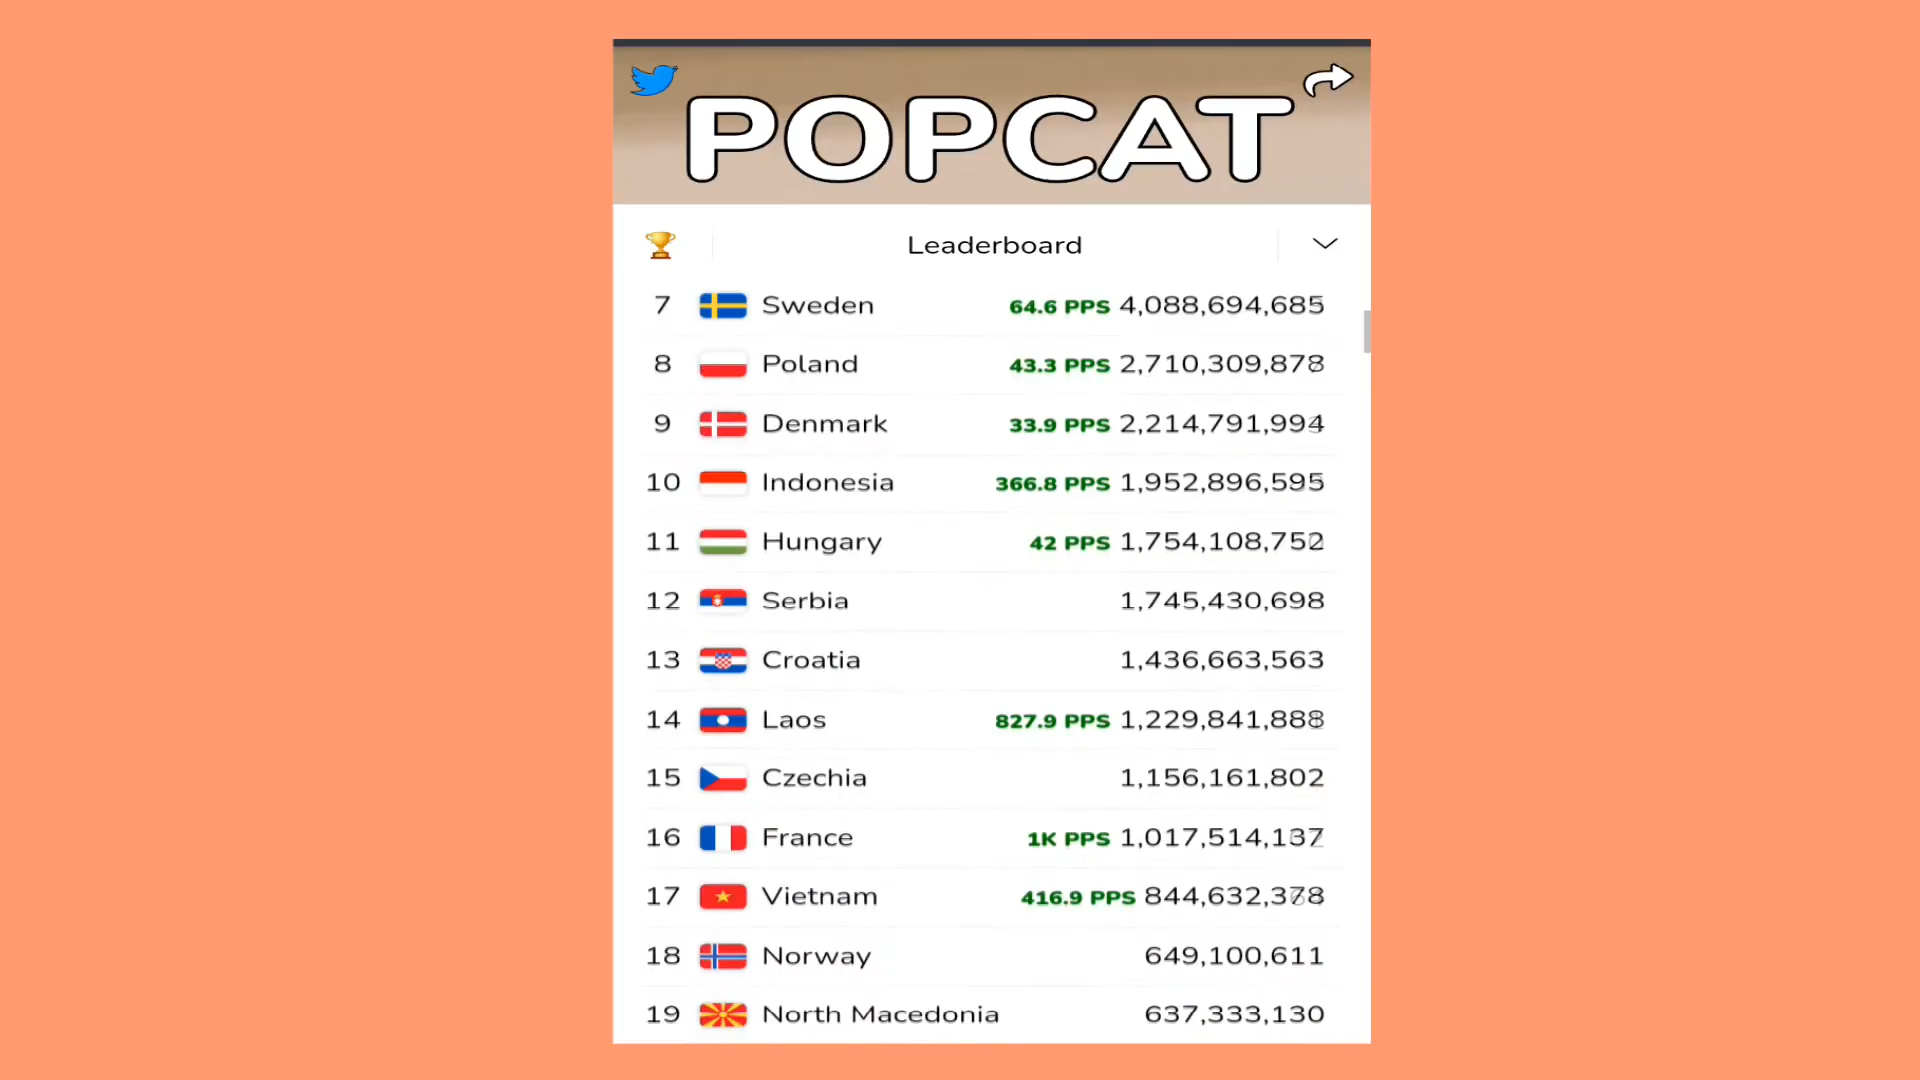 POPCAT
Leaderboard
7 Sweden 64.6 PPS 4,088,694,685
8 Poland 43.3 PPS 2,710,309,878
9 Denmark 33.9 PPS 2,214,791,994
10 Indonesia 366.8 PPS 1,952,896,595
11 Hungary 42 PPS 1,754,108,752
12 Serbia 1,745,430,698
13 Croatia 1,436,663,563
14 Laos 827.9 PPS 1,229,841,888
15 Czechia 1,156,161,802
16 France 1K PPS 1,017,514,137
17 Vietnam 416.9 PPS 844,632,378
18 Norway 649,100,611
19 North Macedonia 637,333,130